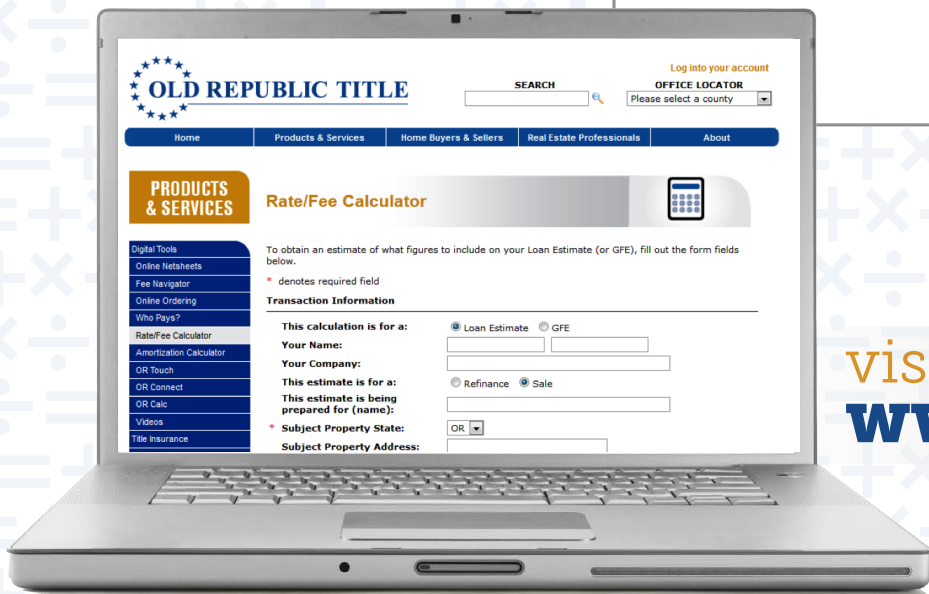 Log into your account
OLD REPUBLIC TITLE
SEARCH
OFFICE LOCATOR
Please select a county
Home Products & Services Home Buyers & Sellers Real Estate Professionals About
PRODUCTS
& SERVICES
Rate/Fee Calculator
Digital Tools
Online Netsheets
Fee Navigator
Online Ordering
Who Pays?
Rate/Fee Calculator
Amortization Calculator
OR Touch
OR Connect
OR Calc
Videos
Title Insurance
To obtain an estimate of what figures to include on your Loan Estimate (or GFE), fill out the form fields
below.
* denotes required field
Transaction Information
This calculation is for a: Loan Estimate GFE
Your Name:
Your Company:
This estimate is for a: Refinance Sale
This estimate is being
prepared for (name):
* Subject Property State: OR
Subject Property Address:
vis
ww